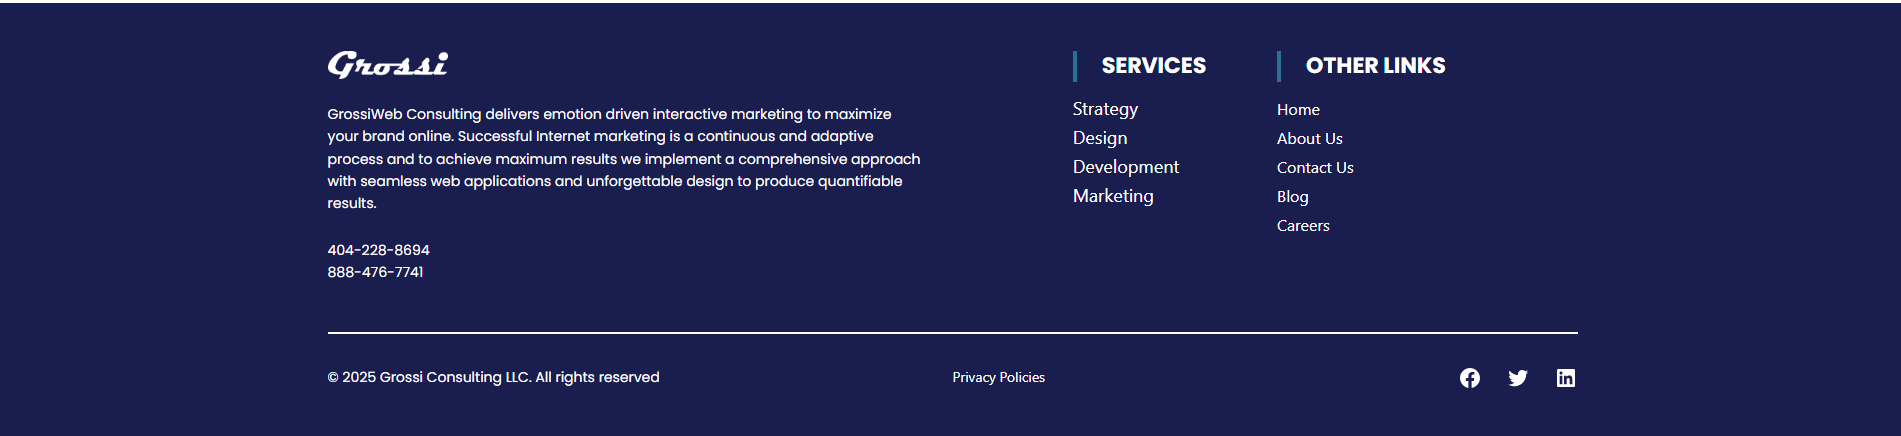 Grossi
GrossiWeb Consulting delivers emotion driven interactive marketing to maximize
your brand online. Successful Internet marketing is a continuous and adaptive
process and to achieve maximum results we implement a comprehensive approach
with seamless web applications and unforgettable design to produce quantifiable
results.
404-228-8694
888-476-7741
SERVICES
Strategy
Design
Development
Marketing
OTHER LINKS
Home
About Us
Contact Us
Blog
Careers
© 2025 Grossi Consulting LLC. All rights reserved
Privacy Policies